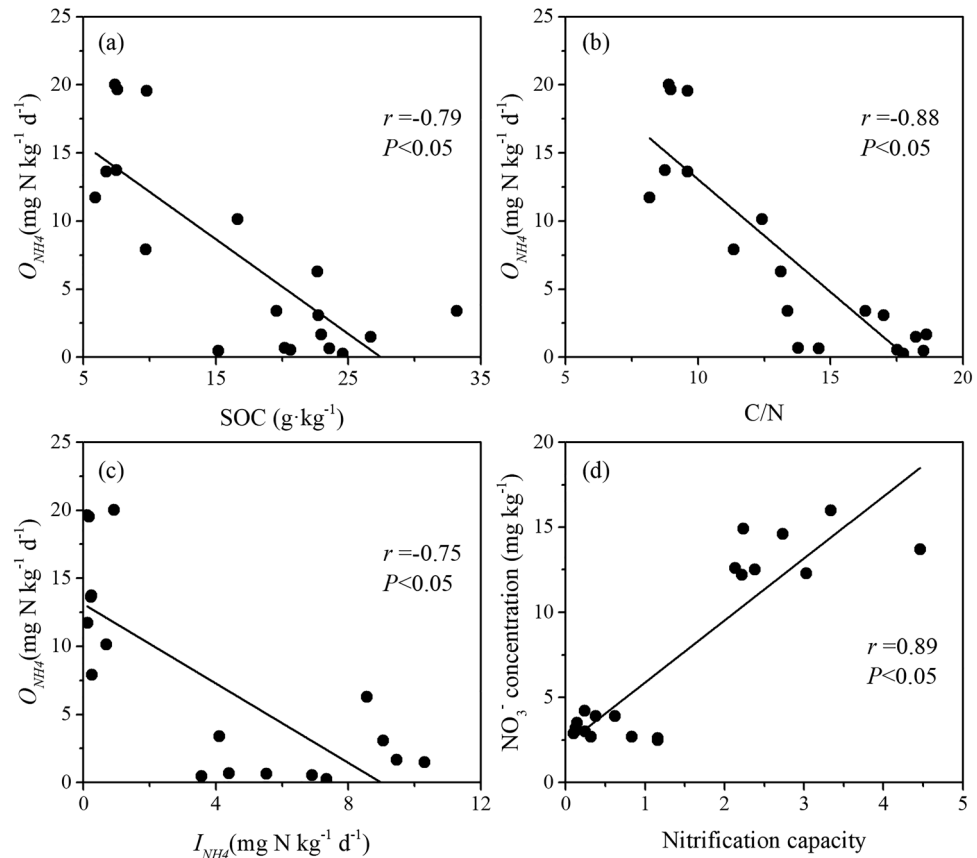 (a)
r =-0.79
P<0.05
25
20
15
10
5
0
O_NH4(mg N kg⁻¹ d⁻¹)
5 15 25 35
SOC (g·kg⁻¹)
(b)
r =-0.88
P<0.05
25
20
15
10
5
0
O_NH4(mg N kg⁻¹ d⁻¹)
5 10 15 20
C/N
(c)
r =-0.75
P<0.05
25
20
15
10
5
0
O_NH4(mg N kg⁻¹ d⁻¹)
0 4 8 12
I_NH4(mg N kg⁻¹ d⁻¹)
(d)
r =0.89
P<0.05
20
15
10
5
0
NO₃⁻ concentration (mg kg⁻¹)
0 1 2 3 4 5
Nitrification capacity